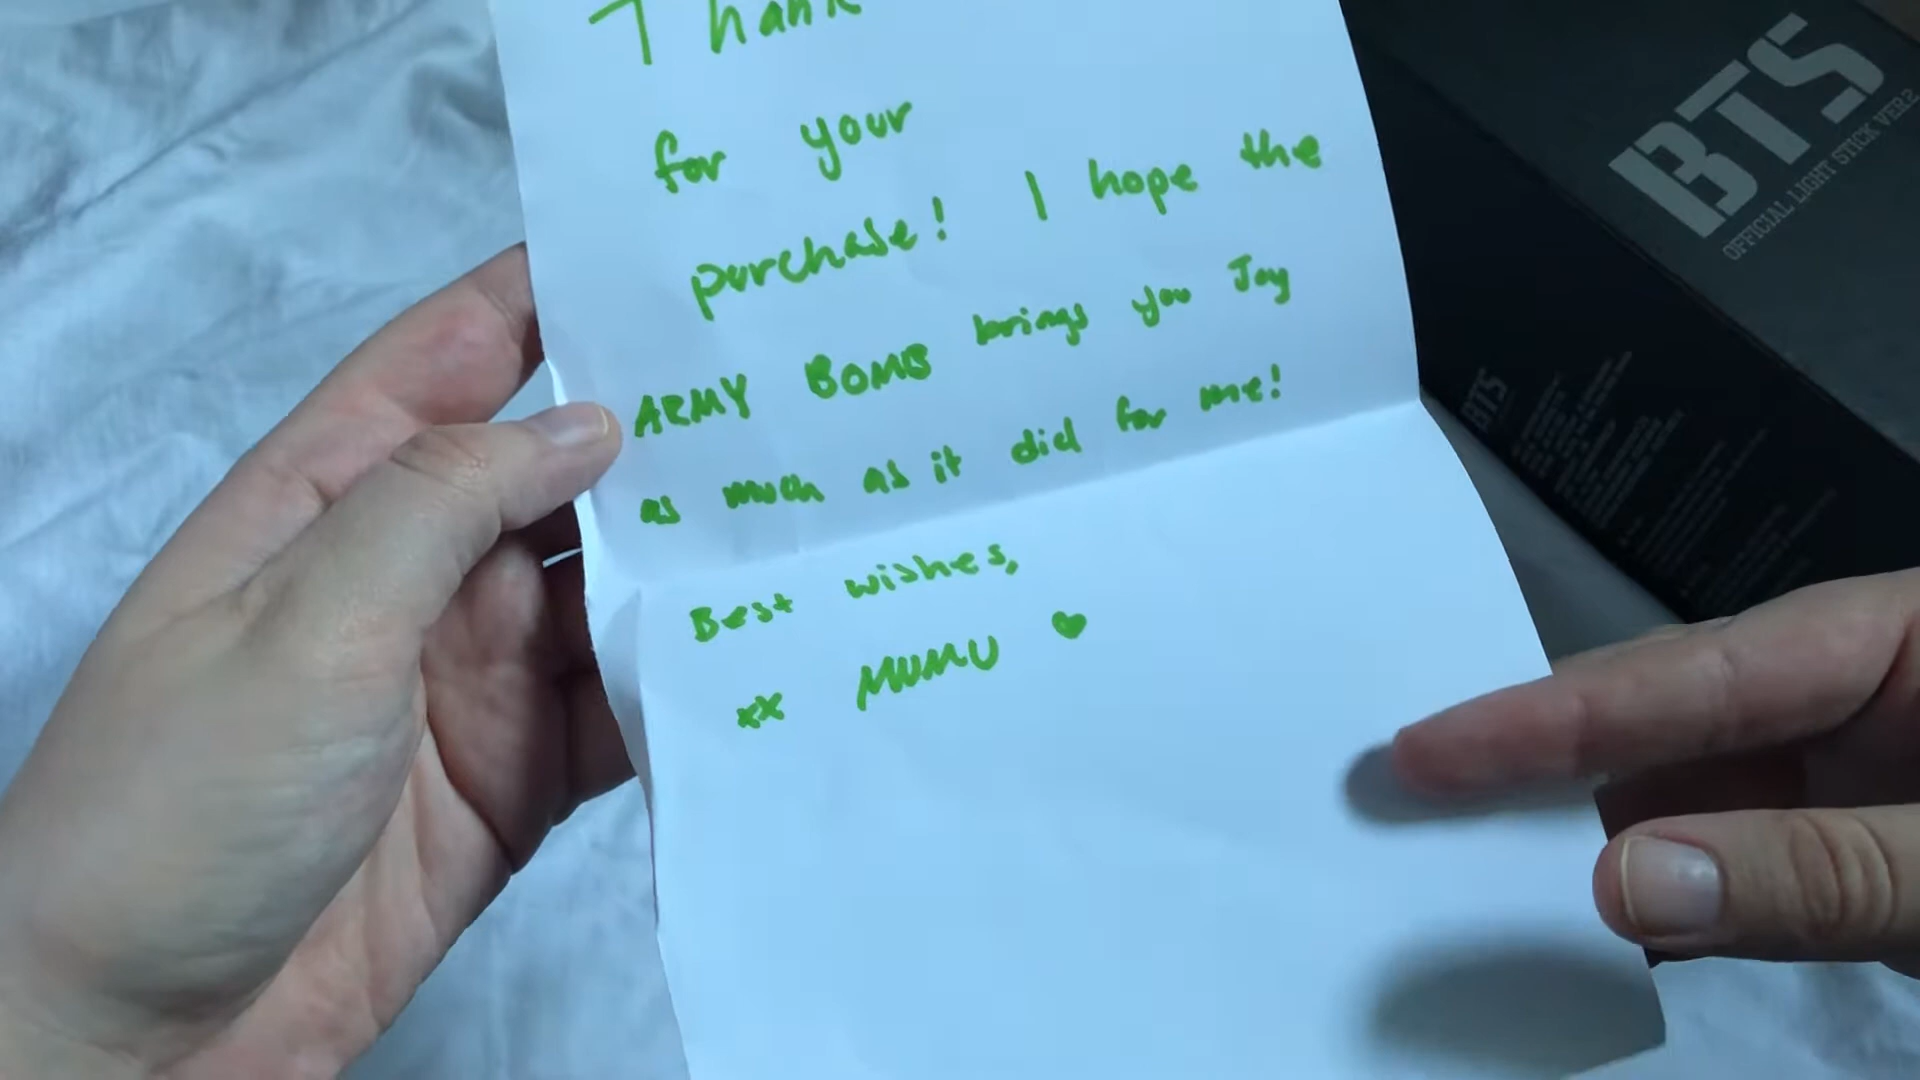 Thank
for your
purchase! I hope the
ARMY BOMB brings you Joy
as much as it did for me!
Best wishes,
xx MUMU ♥
BTS
OFFICIAL LIGHT STICK VER.2
BTS